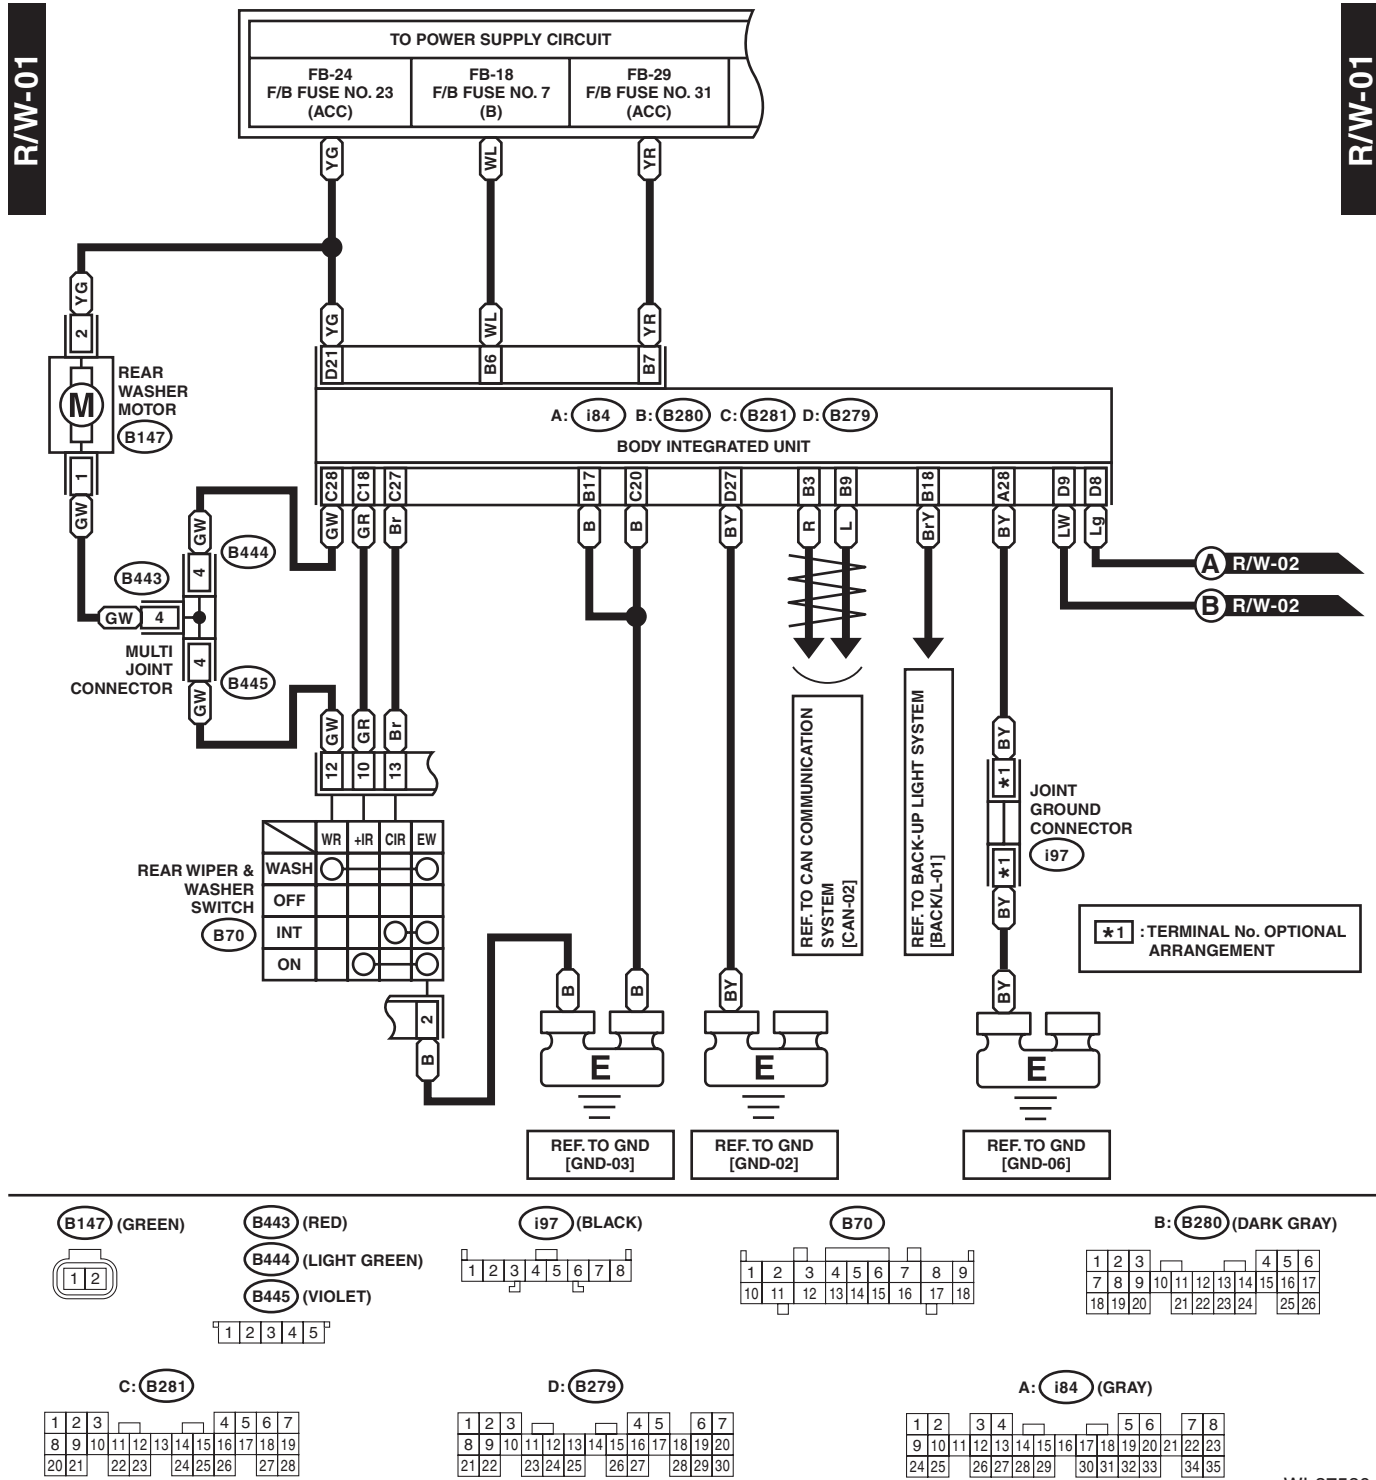 R/W-01
R/W-01
TO POWER SUPPLY CIRCUIT
FB-24
F/B FUSE NO. 23
(ACC)
FB-18
F/B FUSE NO. 7
(B)
FB-29
F/B FUSE NO. 31
(ACC)
YG
WL
YR
YG
YG
WL
YR
2
D21
B6
B7
M
REAR
WASHER
MOTOR
B147
A: i84 B: B280 C: B281 D: B279
BODY INTEGRATED UNIT
1
C28
C18
C27
B17
C20
D27
B3
B9
B18
A28
D9
D8
GW
GW
GW
GR
Br
B
B
BY
R
L
BrY
BY
LW
Lg
B444
4
A R/W-02
B443
GW 4
B R/W-02
MULTI
JOINT
CONNECTOR
4
B445
GW
GW
GR
Br
12
10
13
REF. TO CAN COMMUNICATION
SYSTEM
[CAN-02]
REF. TO BACK-UP LIGHT SYSTEM
[BACK/L-01]
BY
*1
JOINT
GROUND
CONNECTOR
i97
*1
BY
WR +IR CIR EW
WASH
OFF
INT
ON
REAR WIPER &
WASHER
SWITCH
B70
*1 : TERMINAL No. OPTIONAL
ARRANGEMENT
B
B
BY
BY
2
B
E
E
E
REF. TO GND
[GND-03]
REF. TO GND
[GND-02]
REF. TO GND
[GND-06]
B147 (GREEN)
1 2
B443 (RED)
B444 (LIGHT GREEN)
B445 (VIOLET)
1 2 3 4 5
i97 (BLACK)
1 2 3 4 5 6 7 8
B70
1 2 3 4 5 6 7 8 9
10 11 12 13 14 15 16 17 18
B: B280 (DARK GRAY)
1 2 3 4 5 6
7 8 9 10 11 12 13 14 15 16 17
18 19 20 21 22 23 24 25 26
C: B281
1 2 3 4 5 6 7
8 9 10 11 12 13 14 15 16 17 18 19
20 21 22 23 24 25 26 27 28
D: B279
1 2 3 4 5 6 7
8 9 10 11 12 13 14 15 16 17 18 19 20
21 22 23 24 25 26 27 28 29 30
A: i84 (GRAY)
1 2 3 4 5 6 7 8
9 10 11 12 13 14 15 16 17 18 19 20 21 22 23
24 25 26 27 28 29 30 31 32 33 34 35